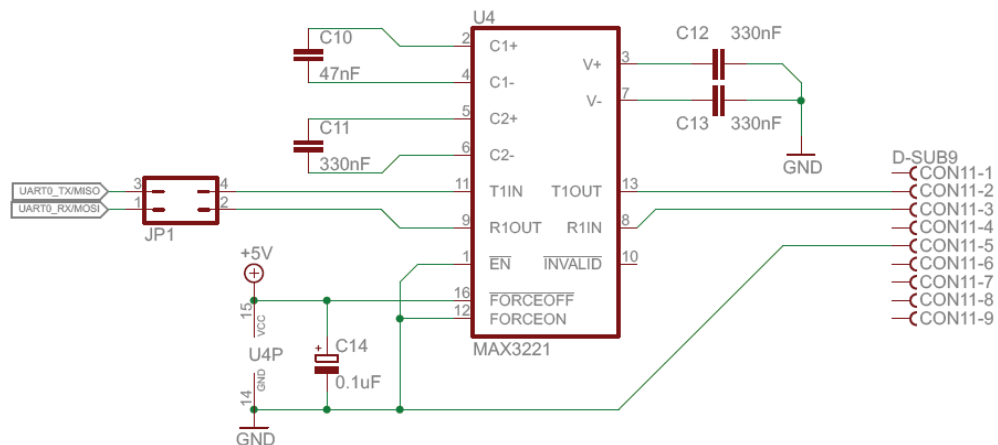 U4
C10
47nF
C11
330nF
2
4
5
6
C1+
C1-
C2+
C2-
V+
V-
3
7
C12
330nF
C13
330nF
GND
UART0_TX/MISO
UART0_RX/MOSI
3
1
4
2
JP1
11
9
T1IN
R1OUT
T1OUT
R1IN
13
8
1
EN
INVALID
10
16
12
FORCEOFF
FORCEON
MAX3221
+5V
15
VCC
U4P
GND
14
GND
+
C14
0.1uF
D-SUB9
CON11-1
CON11-2
CON11-3
CON11-4
CON11-5
CON11-6
CON11-7
CON11-8
CON11-9